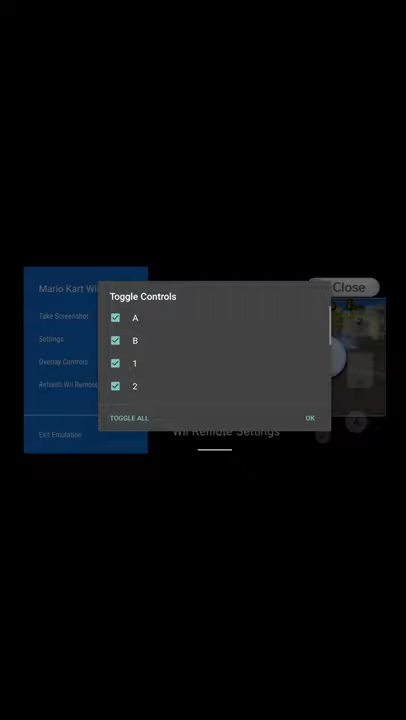 Mario Kart Wii
Close
Toggle Controls
Take Screenshot
A
Settings
B
Overlay Controls
1
Refresh Wii Remote
2
TOGGLE ALL
OK
Wii Remote Settings
Exit Emulation
A